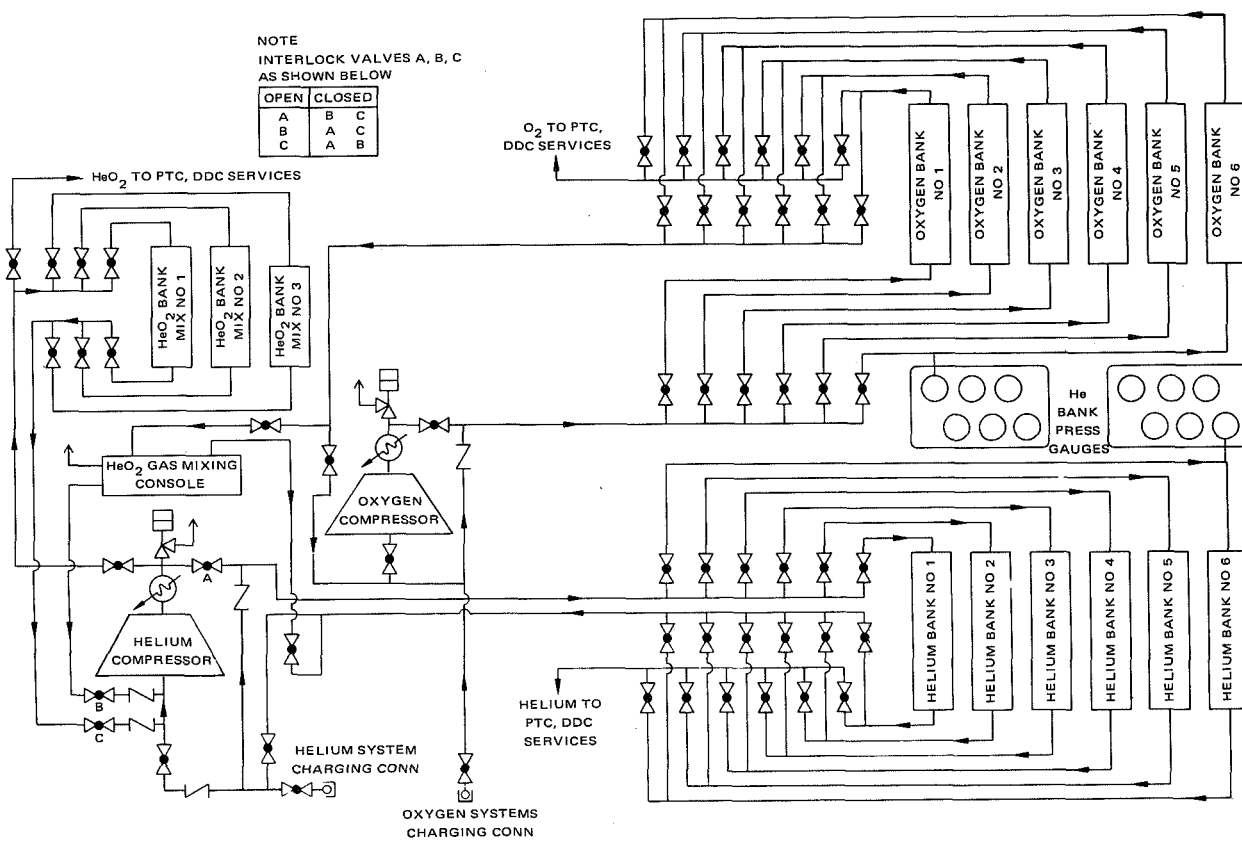 NOTE
INTERLOCK VALVES A, B, C
AS SHOWN BELOW
OPEN CLOSED
A B C
B A C
C A B
O2 TO PTC,
DDC SERVICES
HeO2 TO PTC, DDC SERVICES
OXYGEN BANK
NO 1
OXYGEN BANK
NO 2
OXYGEN BANK
NO 3
OXYGEN BANK
NO 4
OXYGEN BANK
NO 5
OXYGEN BANK
NO 6
HeO2 BANK
MIX NO 1
HeO2 BANK
MIX NO 2
HeO2 BANK
MIX NO 3
He
BANK
PRESS
GAUGES
HeO2 GAS MIXING
CONSOLE
OXYGEN
COMPRESSOR
A
HELIUM
COMPRESSOR
B
C
HELIUM BANK NO 1
HELIUM BANK NO 2
HELIUM BANK NO 3
HELIUM BANK NO 4
HELIUM BANK NO 5
HELIUM BANK NO 6
HELIUM TO
PTC, DDC
SERVICES
HELIUM SYSTEM
CHARGING CONN
OXYGEN SYSTEMS
CHARGING CONN